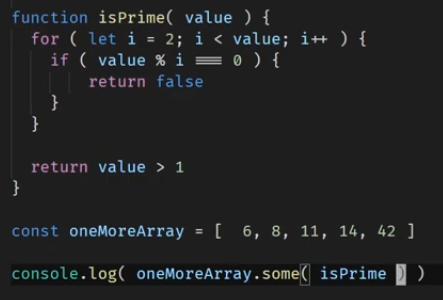 function isPrime( value ) {
for ( let i = 2; i < value; i++ ) {
if ( value % i === 0 ) {
return false
}
}
return value > 1
}
const oneMoreArray = [  6, 8, 11, 14, 42 ]
console.log( oneMoreArray.some( isPrime ) )